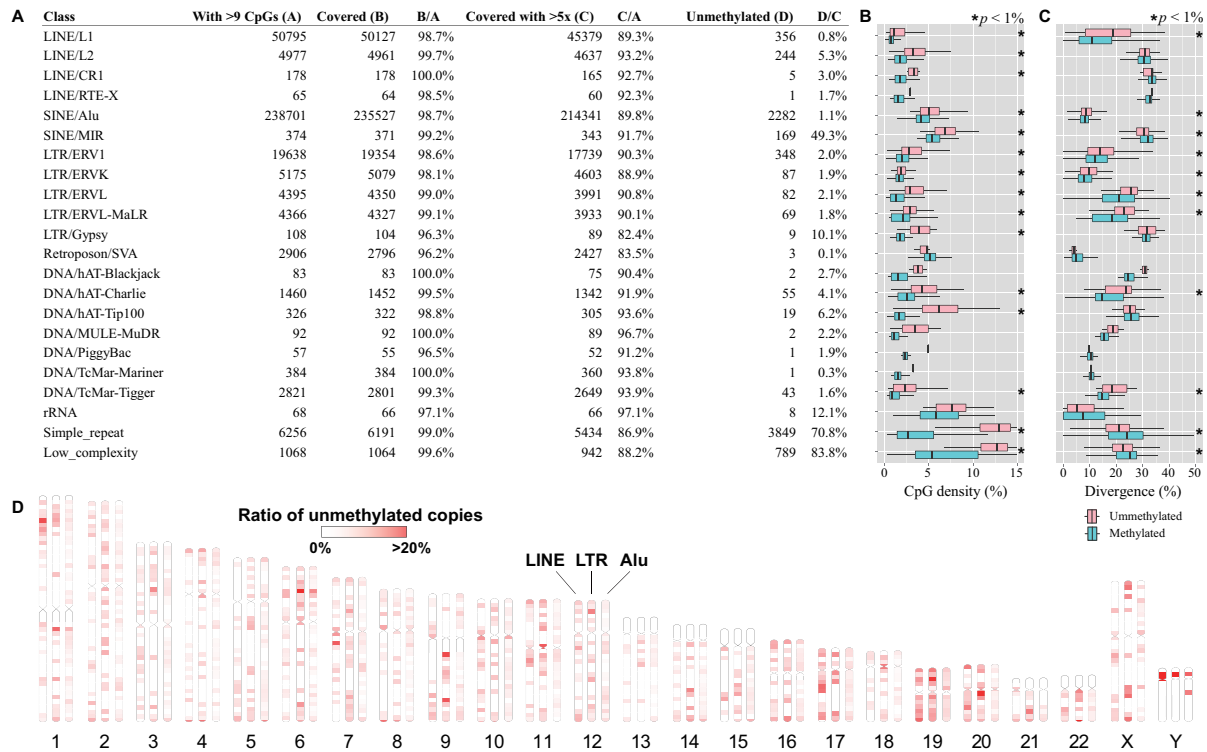 A Class With >9 CpGs (A) Covered (B) B/A Covered with >5x (C) C/A Unmethylated (D) D/C B *p < 1% C *p < 1%
LINE/L1 50795 50127 98.7% 45379 89.3% 356 0.8% *  *
LINE/L2 4977 4961 99.7% 4637 93.2% 244 5.3% *
LINE/CR1 178 178 100.0% 165 92.7% 5 3.0% *
LINE/RTE-X 65 64 98.5% 60 92.3% 1 1.7%
SINE/Alu 238701 235527 98.7% 214341 89.8% 2282 1.1% * *
SINE/MIR 374 371 99.2% 343 91.7% 169 49.3% * *
LTR/ERV1 19638 19354 98.6% 17739 90.3% 348 2.0% * *
LTR/ERVK 5175 5079 98.1% 4603 88.9% 87 1.9% * *
LTR/ERVL 4395 4350 99.0% 3991 90.8% 82 2.1% * *
LTR/ERVL-MaLR 4366 4327 99.1% 3933 90.1% 69 1.8% * *
LTR/Gypsy 108 104 96.3% 89 82.4% 9 10.1% *
Retroposon/SVA 2906 2796 96.2% 2427 83.5% 3 0.1%
DNA/hAT-Blackjack 83 83 100.0% 75 90.4% 2 2.7%
DNA/hAT-Charlie 1460 1452 99.5% 1342 91.9% 55 4.1% * *
DNA/hAT-Tip100 326 322 98.8% 305 93.6% 19 6.2% *
DNA/MULE-MuDR 92 92 100.0% 89 96.7% 2 2.2%
DNA/PiggyBac 57 55 96.5% 52 91.2% 1 1.9%
DNA/TcMar-Mariner 384 384 100.0% 360 93.8% 1 0.3%
DNA/TcMar-Tigger 2821 2801 99.3% 2649 93.9% 43 1.6% * *
rRNA 68 66 97.1% 66 97.1% 8 12.1%
Simple_repeat 6256 6191 99.0% 5434 86.9% 3849 70.8% * *
Low_complexity 1068 1064 99.6% 942 88.2% 789 83.8% * *
0 5 10 15 0 10 20 30 40 50
CpG density (%) Divergence (%)
Unmethylated
Methylated
D
Ratio of unmethylated copies
0% >20%
LINE LTR Alu
1 2 3 4 5 6 7 8 9 10 11 12 13 14 15 16 17 18 19 20 21 22 X Y